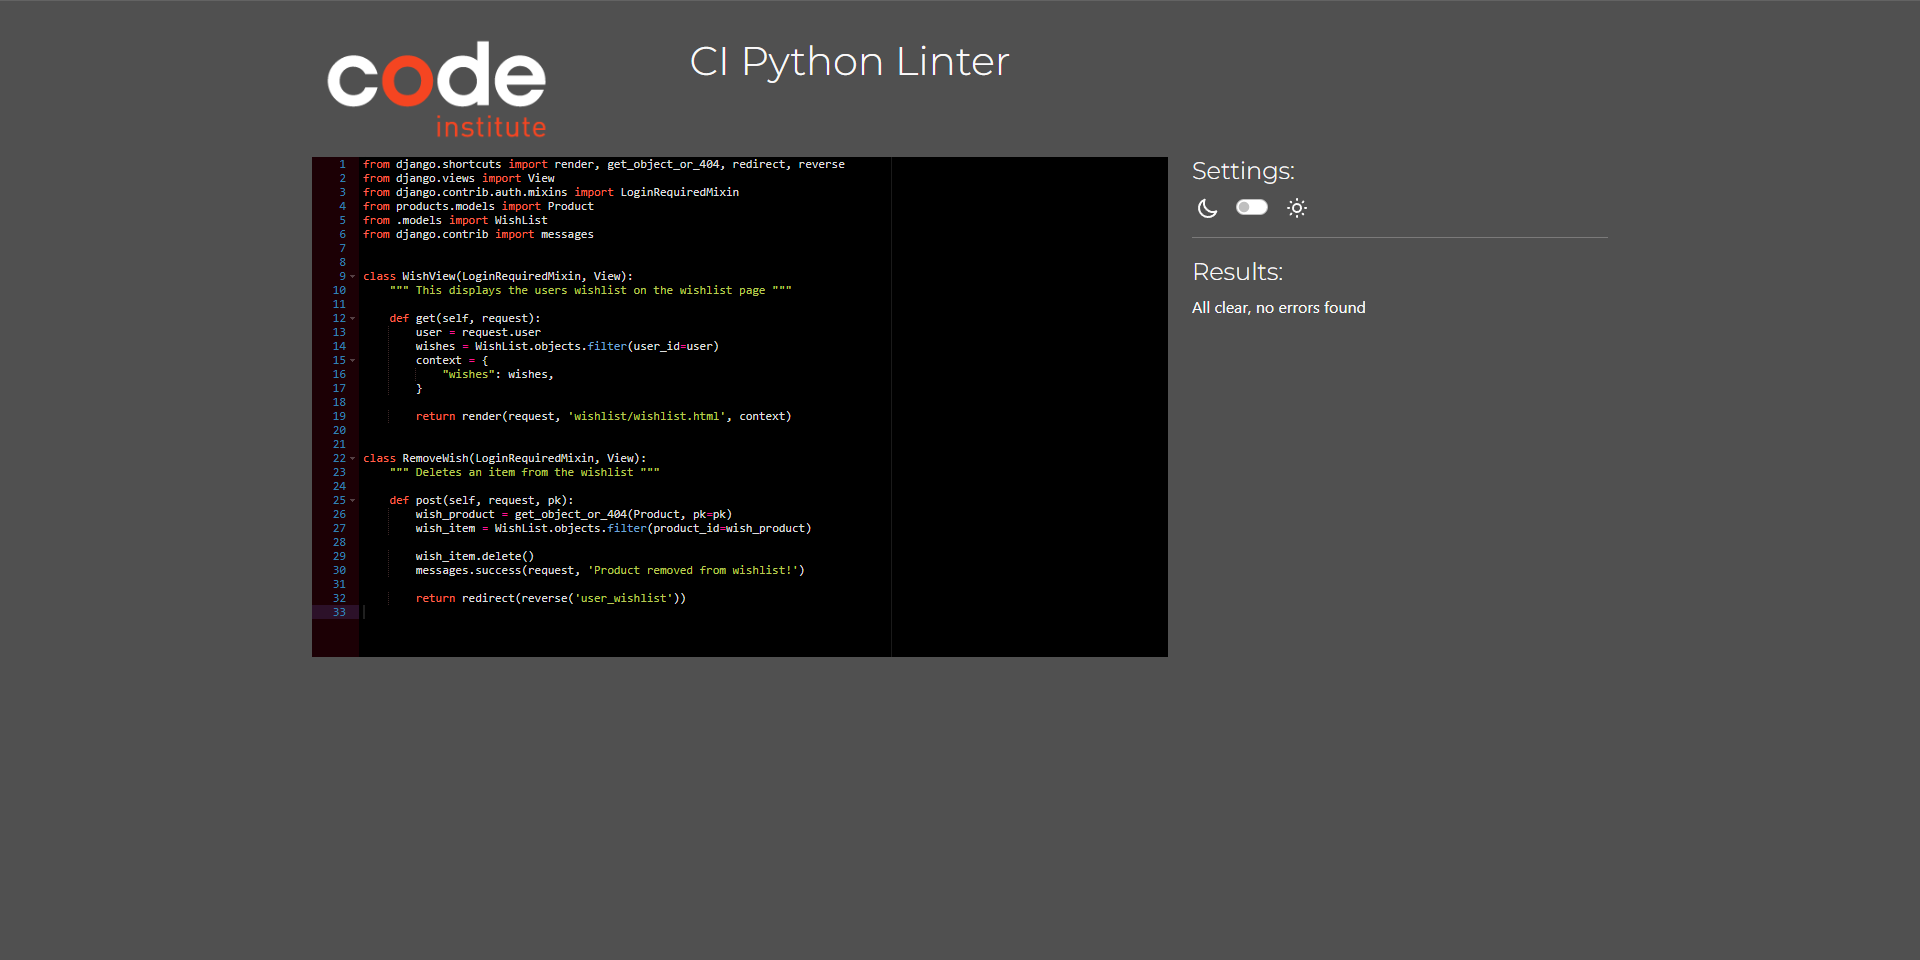 code
institute
CI Python Linter
1 from django.shortcuts import render, get_object_or_404, redirect, reverse
2 from django.views import View
3 from django.contrib.auth.mixins import LoginRequiredMixin
4 from products.models import Product
5 from .models import WishList
6 from django.contrib import messages
7
8
9 class WishView(LoginRequiredMixin, View):
10     """ This displays the users wishlist on the wishlist page """
11
12     def get(self, request):
13         user = request.user
14         wishes = WishList.objects.filter(user_id=user)
15         context = {
16             "wishes": wishes,
17         }
18
19         return render(request, 'wishlist/wishlist.html', context)
20
21
22 class RemoveWish(LoginRequiredMixin, View):
23     """ Deletes an item from the wishlist """
24
25     def post(self, request, pk):
26         wish_product = get_object_or_404(Product, pk=pk)
27         wish_item = WishList.objects.filter(product_id=wish_product)
28
29         wish_item.delete()
30         messages.success(request, 'Product removed from wishlist!')
31
32         return redirect(reverse('user_wishlist'))
33
Settings:
Results:
All clear, no errors found